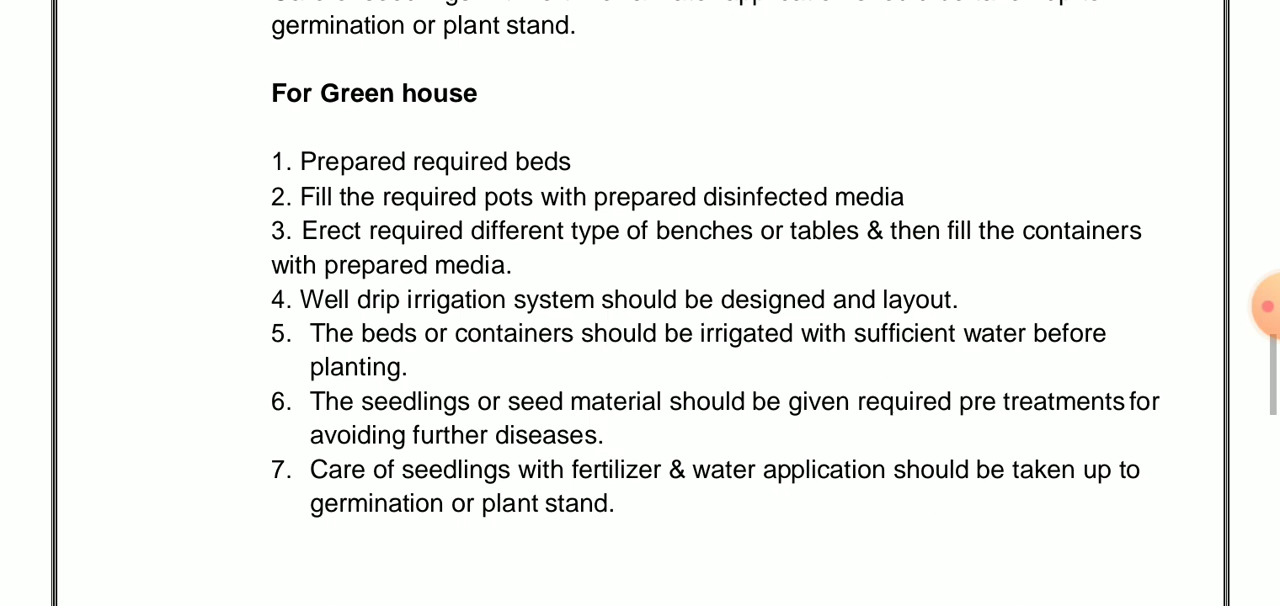 germination or plant stand.
For Green house
1. Prepared required beds
2. Fill the required pots with prepared disinfected media
3. Erect required different type of benches or tables & then fill the containers
with prepared media.
4. Well drip irrigation system should be designed and layout.
5. The beds or containers should be irrigated with sufficient water before
planting.
6. The seedlings or seed material should be given required pre treatments for
avoiding further diseases.
7. Care of seedlings with fertilizer & water application should be taken up to
germination or plant stand.